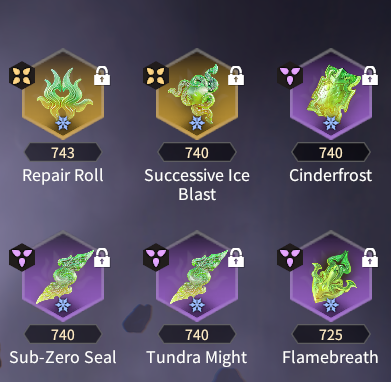 743 740 740
Repair Roll Successive Ice Cinderfrost
Blast
740 740 725
Sub-Zero Seal Tundra Might Flamebreath